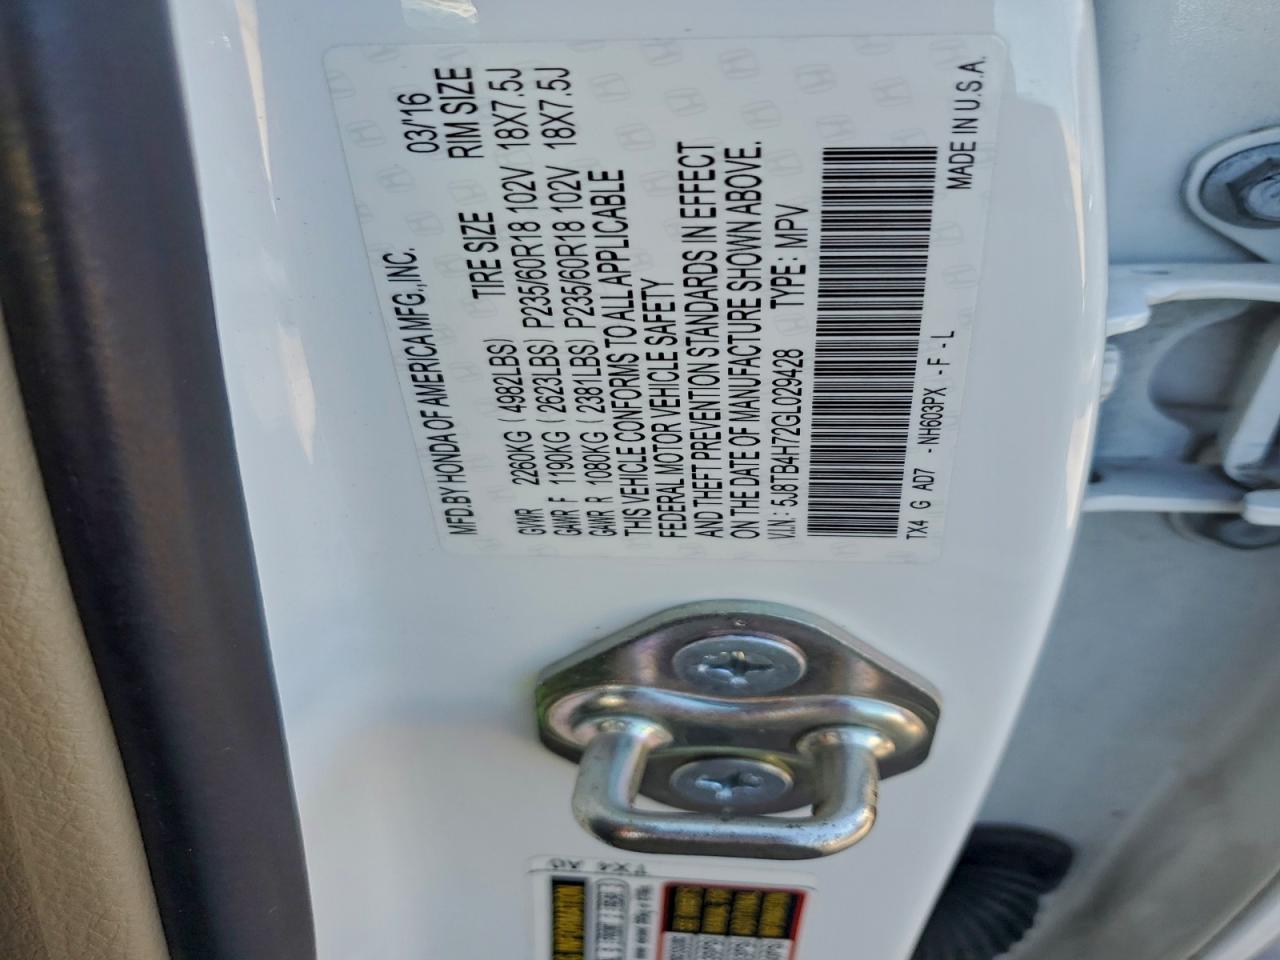 MFD. BY HONDA OF AMERICA MFG., INC. 03/'16
TIRE SIZE RIM SIZE
GVWR 2260KG ( 4982LBS)
GAWR F 1190KG ( 2623LBS) P235/60R18 102V 18X7.5J
GAWR R 1080KG ( 2381LBS) P235/60R18 102V 18X7.5J
THIS VEHICLE CONFORMS TO ALL APPLICABLE
FEDERAL MOTOR VEHICLE SAFETY
AND THEFT PREVENTION STANDARDS IN EFFECT
ON THE DATE OF MANUFACTURE SHOWN ABOVE.
V.I.N : 5J8TB4H72GL029428 TYPE : MPV
TX4 G AD7 - NH603PX - F - L MADE IN U.S.A.
TX4 A0
INFORMATION